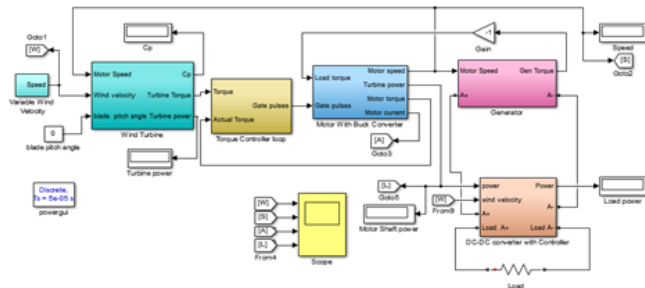 Goto1
[W]
Cp
-1
Gain
Speed
[S]
Goto2
Speed
Variable Wind
Velocity
Motor Speed
Cp
Wind velocity
Turbine Torque
blade pitch angle
Turbine power
Wind Turbine
0
blade pitch angle
Torque
Gate pulses
Actual Torque
Torque Controller loop
Load torque
Motor speed
Turbine power
Motor torque
Gate pulses
Motor current
Motor With Buck Converter
Motor Speed
Gen Torque
A+
A-
Generator
[A]
Goto3
Turbine power
Discrete,
Ts = 5e-05 s
powergui
[W]
[S]
[A]
[L]
From4
Scope
[L]
Goto5
Motor Shaft power
[W]
From9
power
Power
wind velocity
A-
A+
Load A+
Load A-
DC-DC converter with Controller
Load power
Load